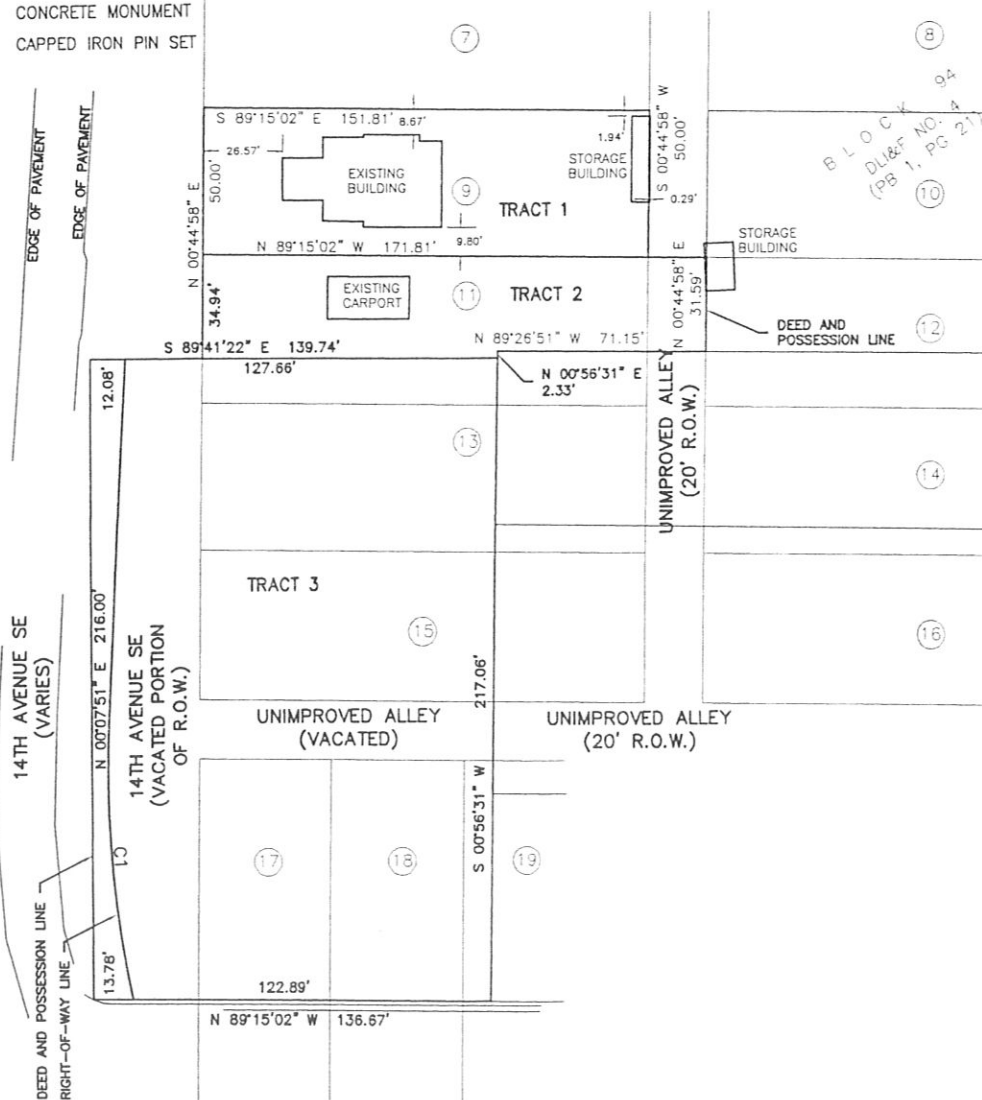 CONCRETE MONUMENT
CAPPED IRON PIN SET
7
8
EDGE OF PAVEMENT
EDGE OF PAVEMENT
S 89°15'02" E 151.81'
8.67'
1.94'
S 00°44'58" W
50.00'
BLOCK 94
DLI&F NO. 4
(PB 1, PG 21)
26.57'
EXISTING
BUILDING
STORAGE
BUILDING
N 00°44'58" E
50.00'
9
TRACT 1
0.29'
10
N 89°15'02" W 171.81'
9.80'
STORAGE
BUILDING
34.94'
EXISTING
CARPORT
11
TRACT 2
N 00°44'58" E
31.59'
DEED AND
POSSESSION LINE
12
S 89°41'22" E 139.74'
127.66'
N 89°26'51" W 71.15'
N 00°56'31" E
2.33'
12.08'
13
UNIMPROVED ALLEY
(20' R.O.W.)
14
TRACT 3
14TH AVENUE SE
(VARIES)
N 00°07'51" E 216.00'
14TH AVENUE SE
(VACATED PORTION
OF R.O.W.)
15
16
217.06'
UNIMPROVED ALLEY
(VACATED)
UNIMPROVED ALLEY
(20' R.O.W.)
S 00°56'31" W
C1
17
18
19
DEED AND POSSESSION LINE
RIGHT-OF-WAY LINE
13.78'
122.89'
N 89°15'02" W 136.67'